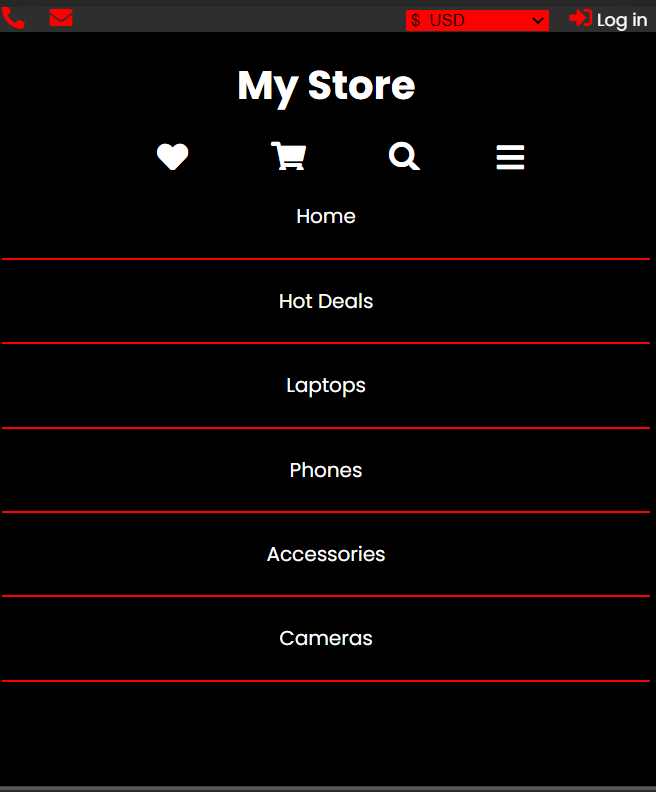 $ USD
Log in
My Store
Home
Hot Deals
Laptops
Phones
Accessories
Cameras